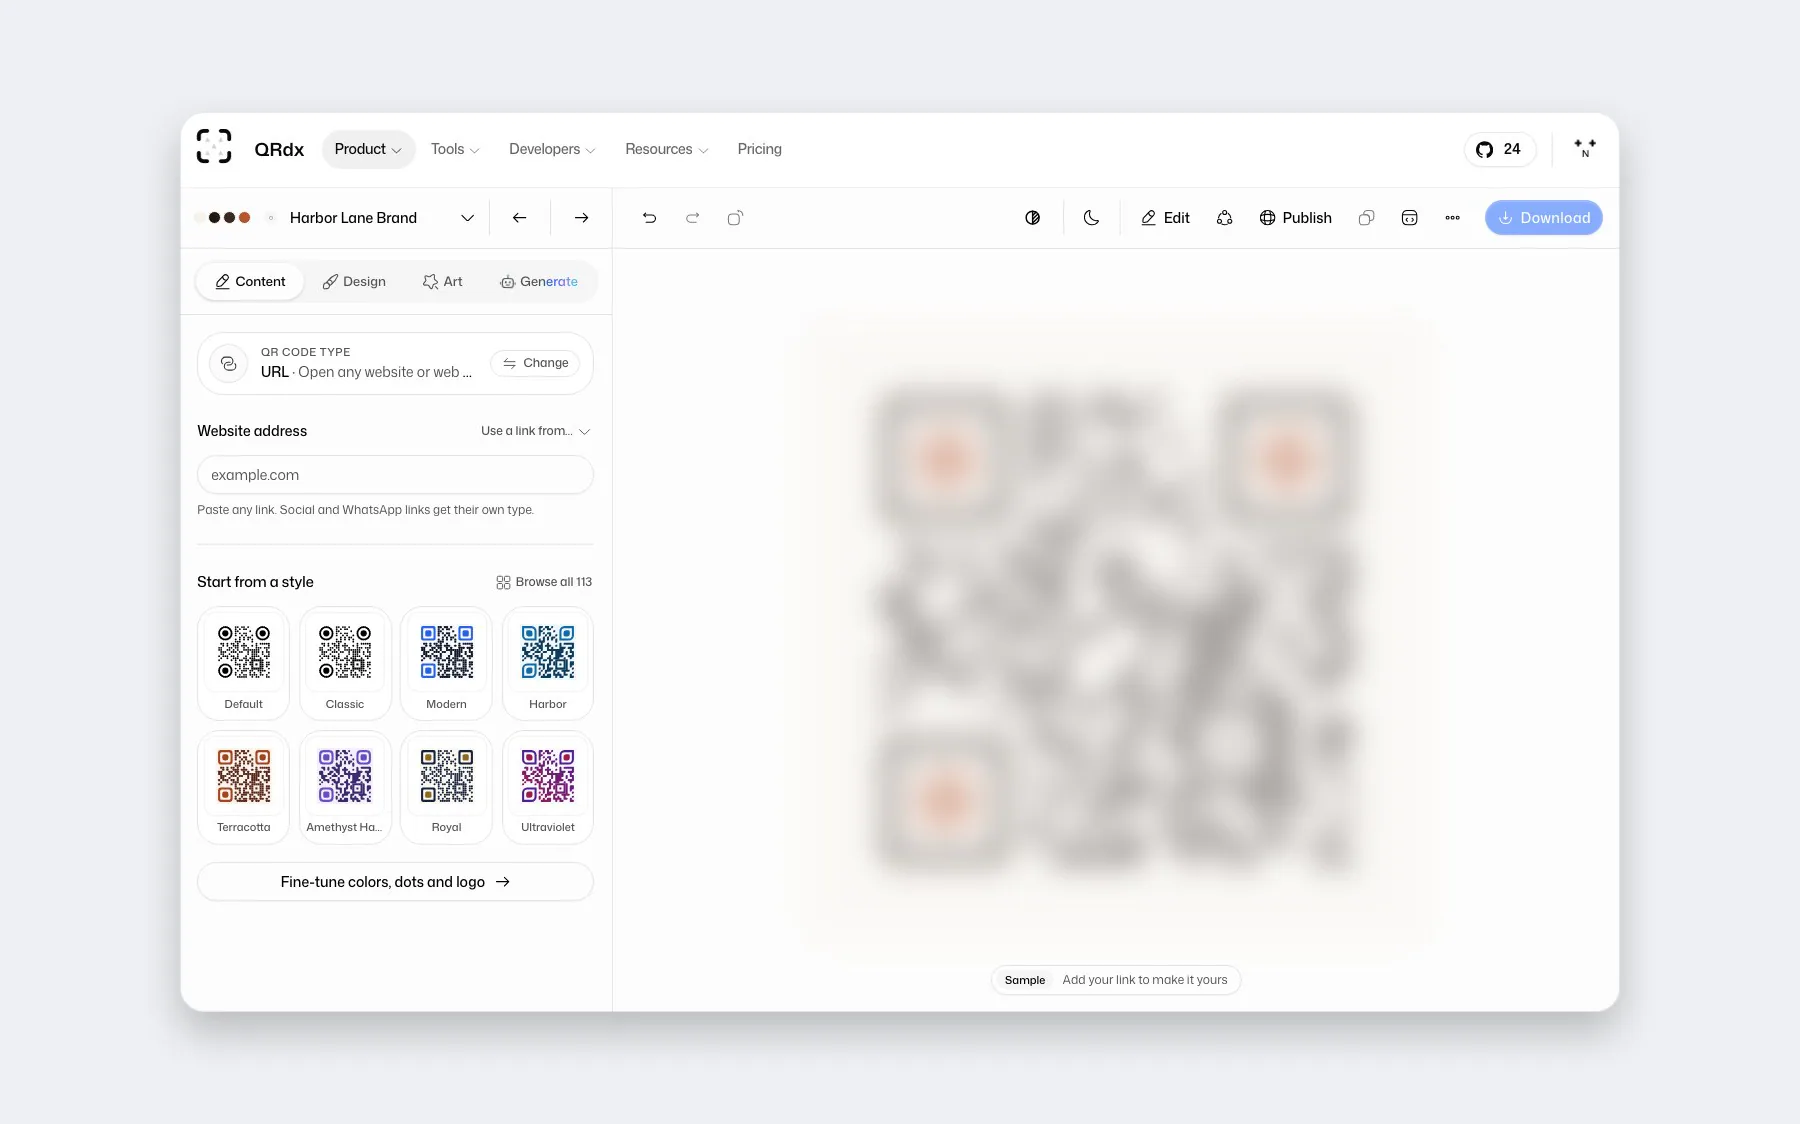 QRdx
Product
Tools
Developers
Resources
Pricing
24
N
Harbor Lane Brand
Edit
Publish
Download
Content
Design
Art
Generate
QR CODE TYPE
URL · Open any website or web ...
Change
Website address
Use a link from...
example.com
Paste any link. Social and WhatsApp links get their own type.
Start from a style
Browse all 113
Default
Classic
Modern
Harbor
Terracotta
Amethyst Ha...
Royal
Ultraviolet
Fine-tune colors, dots and logo
Sample
Add your link to make it yours